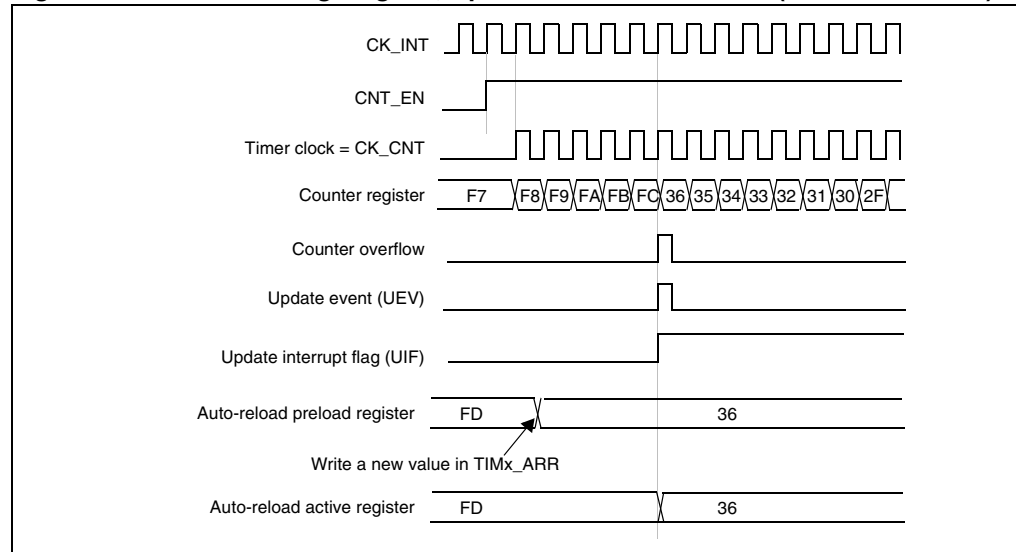 CK_INT
CNT_EN
Timer clock = CK_CNT
Counter register F7 F8 F9 FA FB FC 36 35 34 33 32 31 30 2F
Counter overflow
Update event (UEV)
Update interrupt flag (UIF)
Auto-reload preload register FD 36
Write a new value in TIMx_ARR
Auto-reload active register FD 36